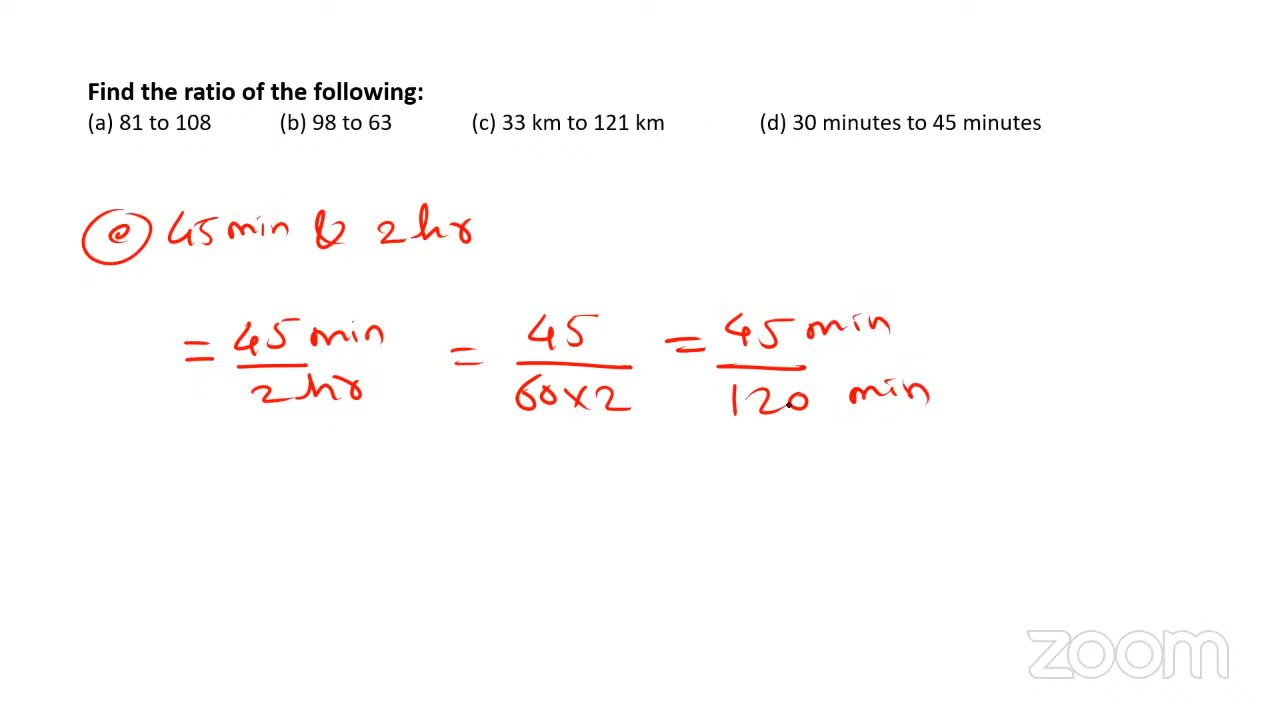 Find the ratio of the following:
(a) 81 to 108 (b) 98 to 63 (c) 33 km to 121 km (d) 30 minutes to 45 minutes
(e) 45 min & 2 hr
= 45 min / 2 hr = 45 / 60 × 2 = 45 min / 120 min
zoom